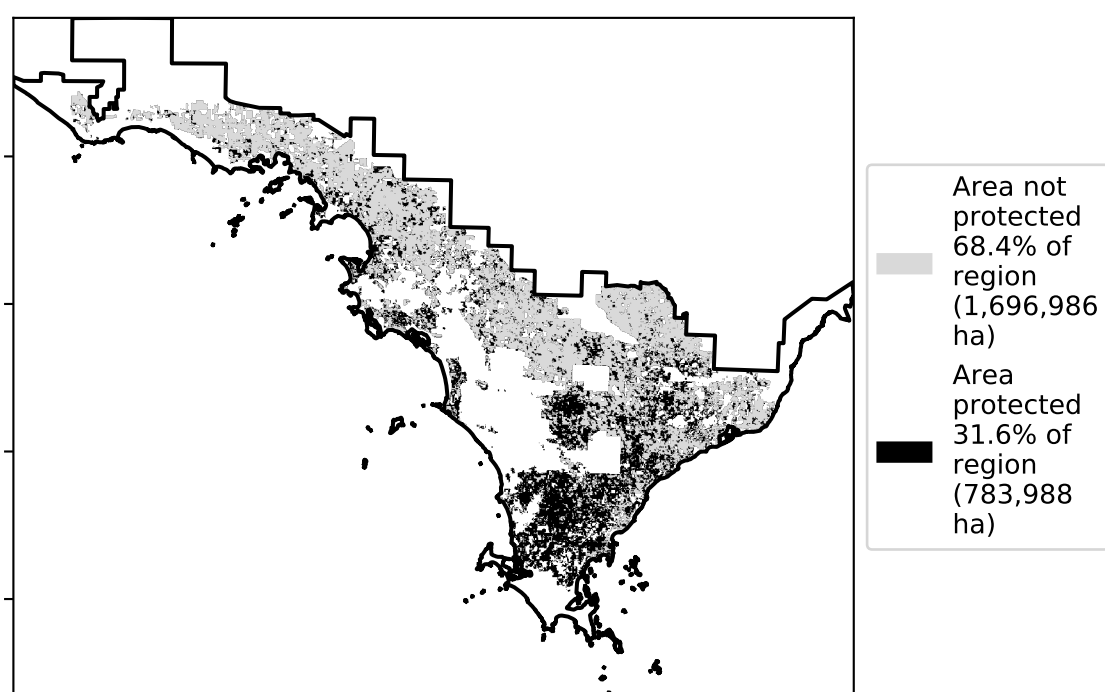 Area not
protected
68.4% of
region
(1,696,986
ha)
Area
protected
31.6% of
region
(783,988
ha)